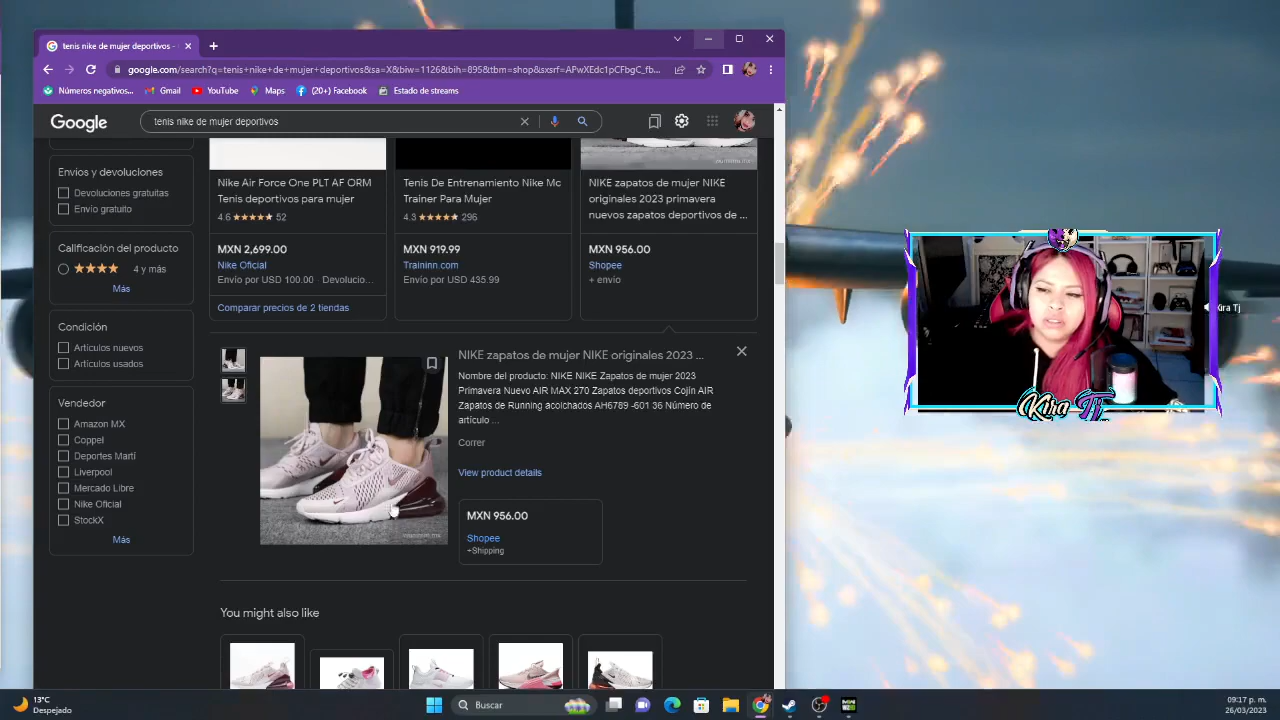 tenis nike de mujer deportivos -
google.com/search?q=tenis+nike+de+mujer+deportivos&sa=X&biw=1126&bih=895&tbm=shop&sxsrf=APwXEdc1pCFbgC_fb...
Números negativos...
Gmail
YouTube
Maps
(20+) Facebook
Estado de streams
Google
tenis nike de mujer deportivos
Envíos y devoluciones
Devoluciones gratuitas
Envío gratuito
Calificación del producto
4 y más
Más
Condición
Artículos nuevos
Artículos usados
Vendedor
Amazon MX
Coppel
Deportes Martí
Liverpool
Mercado Libre
Nike Oficial
StockX
Más
Nike Air Force One PLT AF ORM
Tenis deportivos para mujer
4.6 52
MXN 2,699.00
Nike Oficial
Envío por USD 100.00 · Devolucio...
Comparar precios de 2 tiendas
Tenis De Entrenamiento Nike Mc
Trainer Para Mujer
4.3 296
MXN 919.99
Traininn.com
Envío por USD 435.99
NIKE zapatos de mujer NIKE
originales 2023 primavera
nuevos zapatos deportivos de ...
MXN 956.00
Shopee
+ envío
NIKE zapatos de mujer NIKE originales 2023 ...
Nombre del producto: NIKE NIKE Zapatos de mujer 2023
Primavera Nuevo AIR MAX 270 Zapatos deportivos Cojín AIR
Zapatos de Running acolchados AH6789 -601 36 Número de
artículo ...
Correr
View product details
MXN 956.00
Shopee
+Shipping
You might also like
Kira Tj
Kira Tj
13°C
Despejado
Buscar
09:17 p. m.
26/03/2023